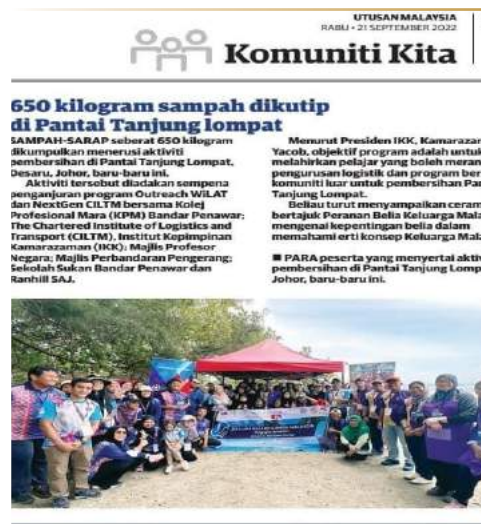 UTUSAN MALAYSIA
RABU • 21 SEPTEMBER 2022
Komuniti Kita
650 kilogram sampah dikutip
di Pantai Tanjung lompat
SAMPAH-SARAP seberat 650 kilogram
dikumpulkan menerusi aktiviti
pembersihan di Pantai Tanjung Lompat,
Desaru, Johor, baru-baru ini.
Aktiviti tersebut diadakan sempena
penganjuran program Outreach WiLAT
dan NextGen CILTM bersama Kolej
Profesional Mara (KPM) Bandar Penawar;
The Chartered Institute of Logistics and
Transport (CILTM), Institut Kepimpinan
Kamarazaman (IKK); Majlis Profesor
Negara; Majlis Perbandaran Pengerang;
Sekolah Sukan Bandar Penawar dan
Ranhill SAJ.
Menurut Presiden IKK, Kamarazar
Yacob, objektif program adalah untuk
melahirkan pelajar yang boleh meran
pengurusan logistik dan program ber
komuniti luar untuk pembersihan Par
Tanjung Lompat.
Beliau turut menyampaikan ceram
bertajuk Peranan Belia Keluarga Mala
mengenai kepentingan belia dalam
memahami erti konsep Keluarga Mala
■ PARA peserta yang menyertai aktiv
pembersihan di Pantai Tanjung Lomp
Johor, baru-baru ini.